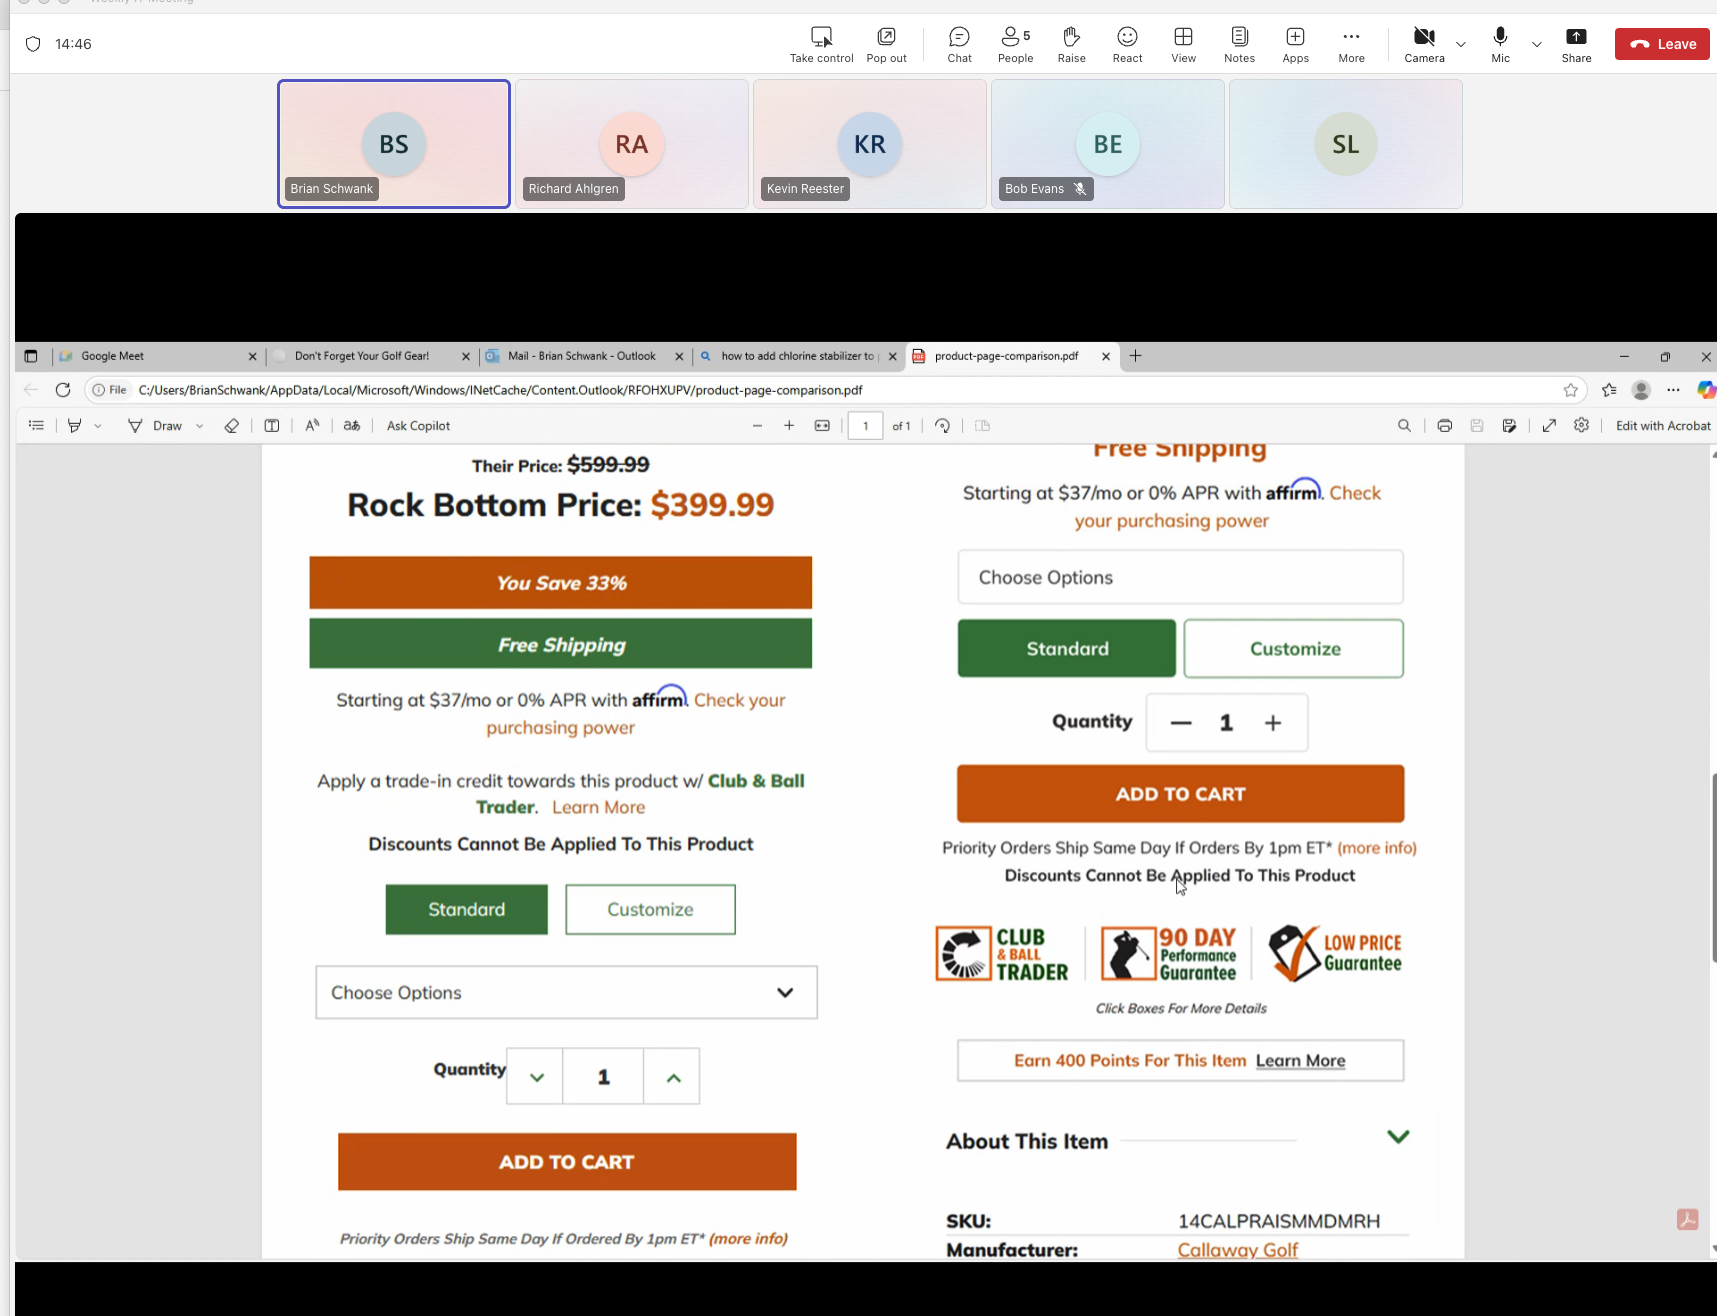 Weekly IT Meeting
14:46
Take control
Pop out
Chat
5
People
Raise
React
View
Notes
Apps
More
Camera
Mic
Share
Leave
BS
Brian Schwank
RA
Richard Ahlgren
KR
Kevin Reester
BE
Bob Evans
SL
Google Meet
Don't Forget Your Golf Gear!
Mail - Brian Schwank - Outlook
how to add chlorine stabilizer to
product-page-comparison.pdf
File
C:/Users/BrianSchwank/AppData/Local/Microsoft/Windows/INetCache/Content.Outlook/RFOHXUPV/product-page-comparison.pdf
Draw
Ask Copilot
1
of 1
Edit with Acrobat
Their Price: $599.99
Rock Bottom Price: $399.99
You Save 33%
Free Shipping
Starting at $37/mo or 0% APR with affirm. Check your
purchasing power
Apply a trade-in credit towards this product w/ Club & Ball
Trader. Learn More
Discounts Cannot Be Applied To This Product
Standard
Customize
Choose Options
Quantity
1
ADD TO CART
Priority Orders Ship Same Day If Ordered By 1pm ET* (more info)
Free Shipping
Starting at $37/mo or 0% APR with affirm. Check
your purchasing power
Choose Options
Standard
Customize
Quantity
1
ADD TO CART
Priority Orders Ship Same Day If Orders By 1pm ET* (more info)
Discounts Cannot Be Applied To This Product
CLUB
& BALL
TRADER
90 DAY
Performance
Guarantee
LOW PRICE
Guarantee
Click Boxes For More Details
Earn 400 Points For This Item Learn More
About This Item
SKU: 14CALPRAISMMDMRH
Manufacturer: Callaway Golf